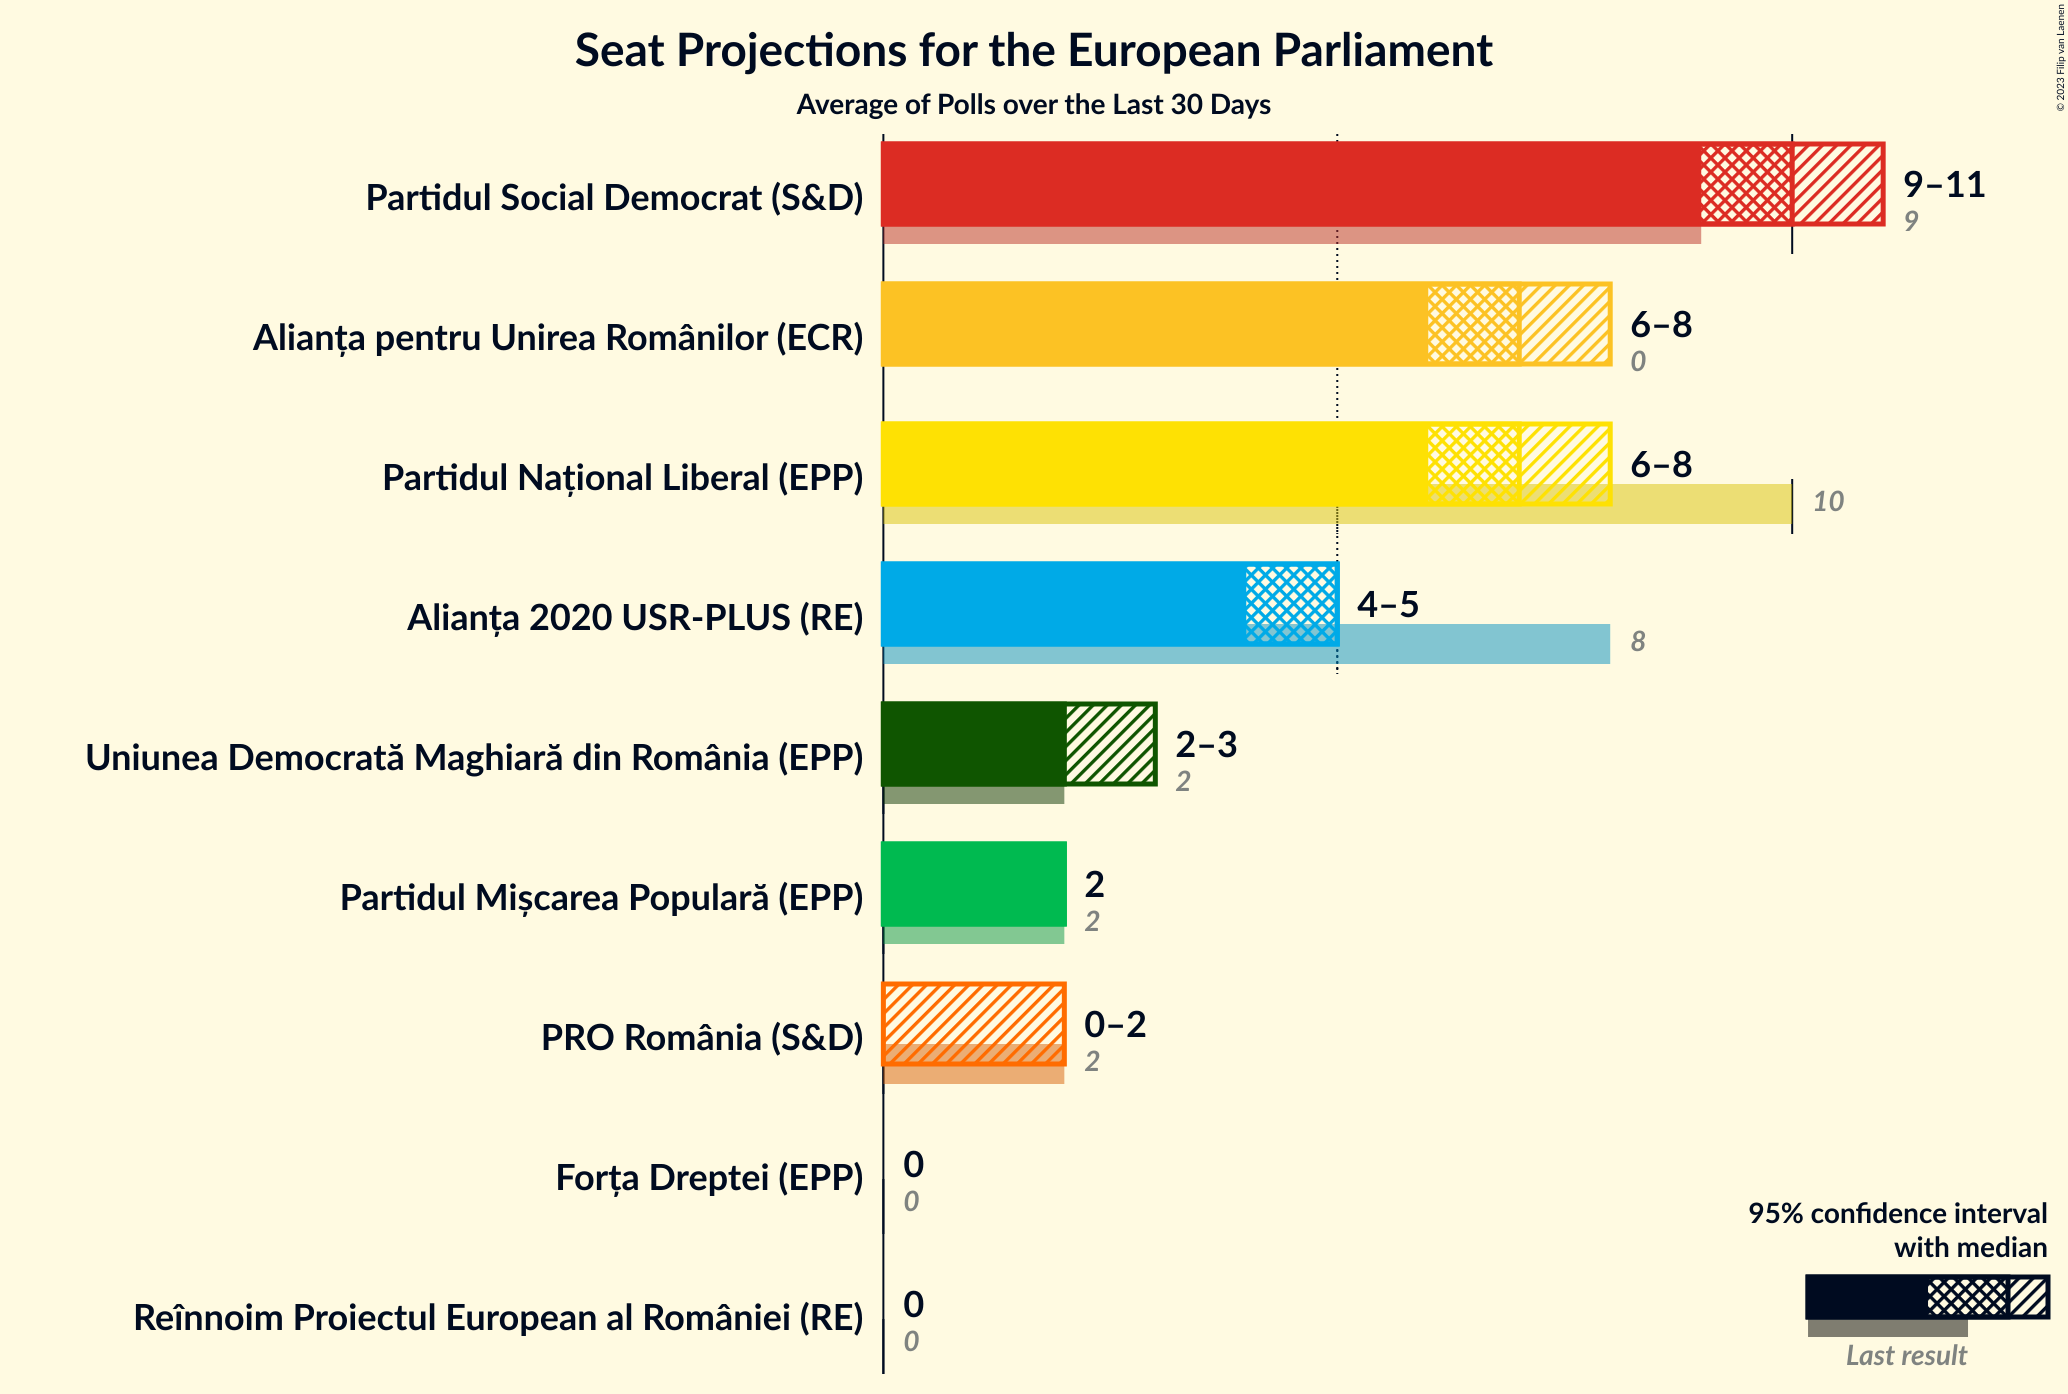 Seat Projections for the European Parliament
Average of Polls over the Last 30 Days
© 2023 Filip van Laenen
Partidul Social Democrat (S&D)
9–11
9
Alianța pentru Unirea Românilor (ECR)
6–8
0
Partidul Național Liberal (EPP)
6–8
10
Alianța 2020 USR-PLUS (RE)
4–5
8
Uniunea Democrată Maghiară din România (EPP)
2–3
2
Partidul Mișcarea Populară (EPP)
2
2
PRO România (S&D)
0–2
2
Forța Dreptei (EPP)
0
0
Reînnoim Proiectul European al României (RE)
0
0
95% confidence interval
with median
Last result